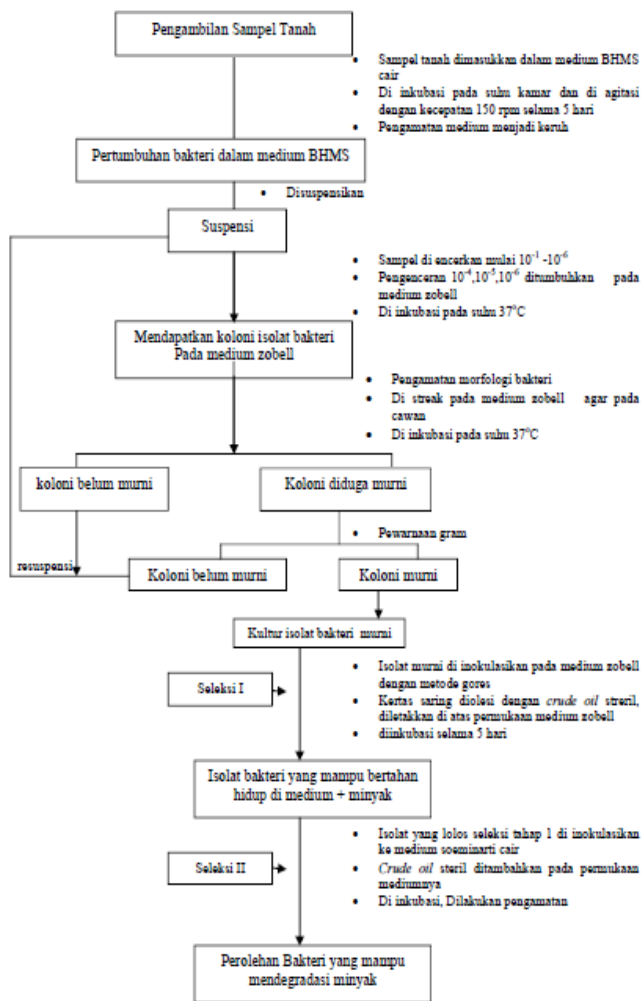 Pengambilan Sampel Tanah
• Sampel tanah dimasukkan dalam medium BHMS
cair
• Di inkubasi pada suhu kamar dan di agitasi
dengan kecepatan 150 rpm selama 5 hari
• Pengamatan medium menjadi keruh
Pertumbuhan bakteri dalam medium BHMS
• Disuspensikan
Suspensi
• Sampel di encerkan mulai 10⁻¹ -10⁻⁶
• Pengenceran 10⁻⁴,10⁻⁵,10⁻⁶ ditumbuhkan pada
medium zobell
• Di inkubasi pada suhu 37°C
Mendapatkan koloni isolat bakteri
Pada medium zobell
• Pengamatan morfologi bakteri
• Di streak pada medium zobell agar pada
cawan
• Di inkubasi pada suhu 37°C
koloni belum murni
Koloni diduga murni
• Pewarnaan gram
resuspensi
Koloni belum murni
Koloni murni
Kultur isolat bakteri murni
Seleksi I
• Isolat murni di inokulasikan pada medium zobell
dengan metode gores
• Kertas saring diolesi dengan crude oil streril,
diletakkan di atas permukaan medium zobell
• diinkubasi selama 5 hari
Isolat bakteri yang mampu bertahan
hidup di medium + minyak
Seleksi II
• Isolat yang lolos seleksi tahap 1 di inokulasikan
ke medium soeminarti cair
• Crude oil steril ditambahkan pada permukaan
mediumnya
• Di inkubasi, Dilakukan pengamatan
Perolehan Bakteri yang mampu
mendegradasi minyak